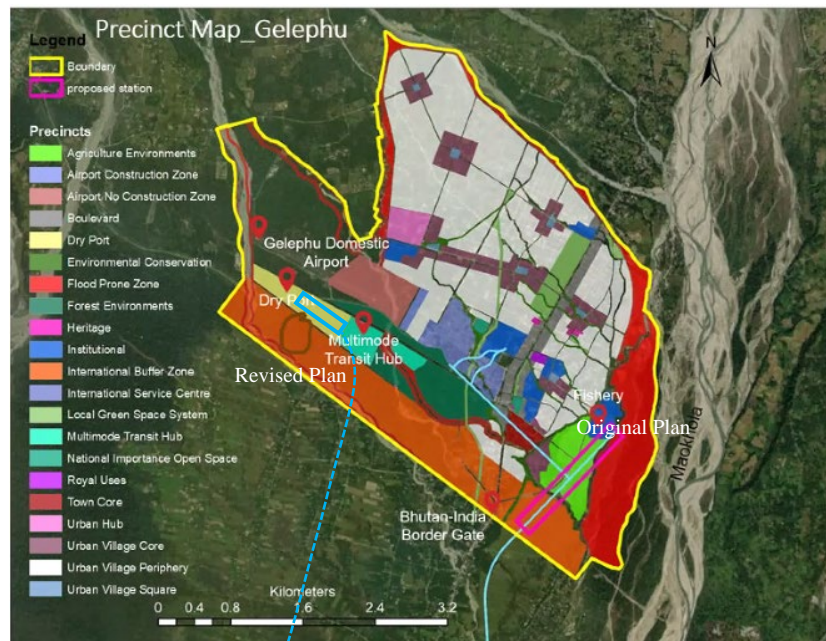 Precinct Map_Gelephu
Legend
Boundary
proposed station
Precincts
Agriculture Environments
Airport Construction Zone
Airport No Construction Zone
Boulevard
Dry Port
Environmental Conservation
Flood Prone Zone
Forest Environments
Heritage
Institutional
International Buffer Zone
International Service Centre
Local Green Space System
Multimode Transit Hub
National Importance Open Space
Royal Uses
Town Core
Urban Hub
Urban Village Core
Urban Village Periphery
Urban Village Square
N
Gelephu Domestic
Airport
Dry Port
Multimode
Transit Hub
Revised Plan
Fishery
Original Plan
Maokhola
Bhutan-India
Border Gate
Kilometers
0 0.4 0.8 1.6 2.4 3.2